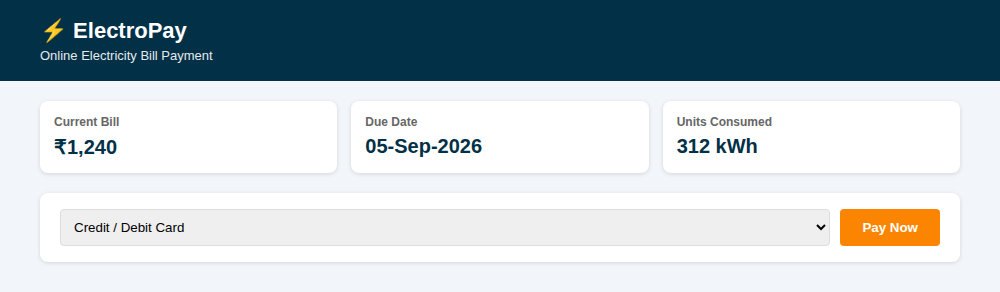 ⚡ ElectroPay
Online Electricity Bill Payment
Current Bill
₹1,240
Due Date
05-Sep-2026
Units Consumed
312 kWh
Credit / Debit Card
Pay Now